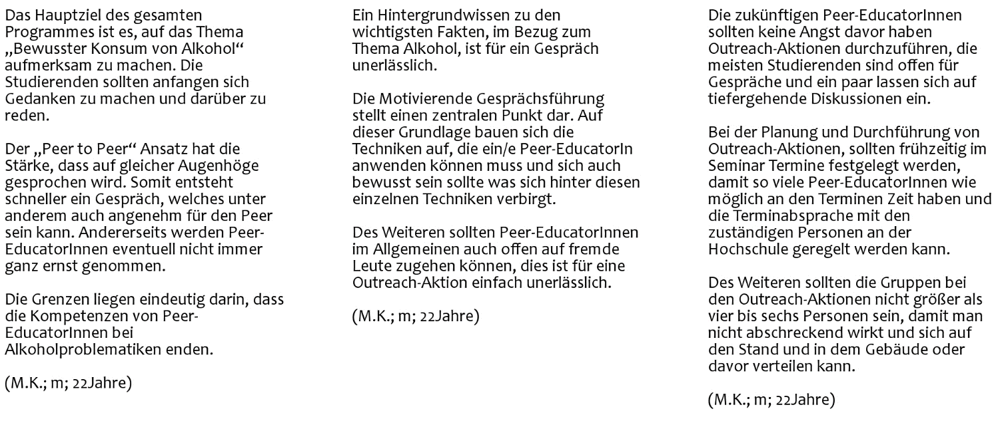 Das Hauptziel des gesamten
Programmes ist es, auf das Thema
„Bewusster Konsum von Alkohol“
aufmerksam zu machen. Die
Studierenden sollten anfangen sich
Gedanken zu machen und darüber zu
reden.
Der „Peer to Peer“ Ansatz hat die
Stärke, dass auf gleicher Augenhöge
gesprochen wird. Somit entsteht
schneller ein Gespräch, welches unter
anderem auch angenehm für den Peer
sein kann. Andererseits werden Peer-
EducatorInnen eventuell nicht immer
ganz ernst genommen.
Die Grenzen liegen eindeutig darin, dass
die Kompetenzen von Peer-
EducatorInnen bei
Alkoholproblematiken enden.
(M.K.; m; 22Jahre)
Ein Hintergrundwissen zu den
wichtigsten Fakten, im Bezug zum
Thema Alkohol, ist für ein Gespräch
unerlässlich.
Die Motivierende Gesprächsführung
stellt einen zentralen Punkt dar. Auf
dieser Grundlage bauen sich die
Techniken auf, die ein/e Peer-EducatorIn
anwenden können muss und sich auch
bewusst sein sollte was sich hinter diesen
einzelnen Techniken verbirgt.
Des Weiteren sollten Peer-EducatorInnen
im Allgemeinen auch offen auf fremde
Leute zugehen können, dies ist für eine
Outreach-Aktion einfach unerlässlich.
(M.K.; m; 22Jahre)
Die zukünftigen Peer-EducatorInnen
sollten keine Angst davor haben
Outreach-Aktionen durchzuführen, die
meisten Studierenden sind offen für
Gespräche und ein paar lassen sich auf
tiefergehende Diskussionen ein.
Bei der Planung und Durchführung von
Outreach-Aktionen, sollten frühzeitig im
Seminar Termine festgelegt werden,
damit so viele Peer-EducatorInnen wie
möglich an den Terminen Zeit haben und
die Terminabsprache mit den
zuständigen Personen an der
Hochschule geregelt werden kann.
Des Weiteren sollten die Gruppen bei
den Outreach-Aktionen nicht größer als
vier bis sechs Personen sein, damit man
nicht abschreckend wirkt und sich auf
den Stand und in dem Gebäude oder
davor verteilen kann.
(M.K.; m; 22Jahre)